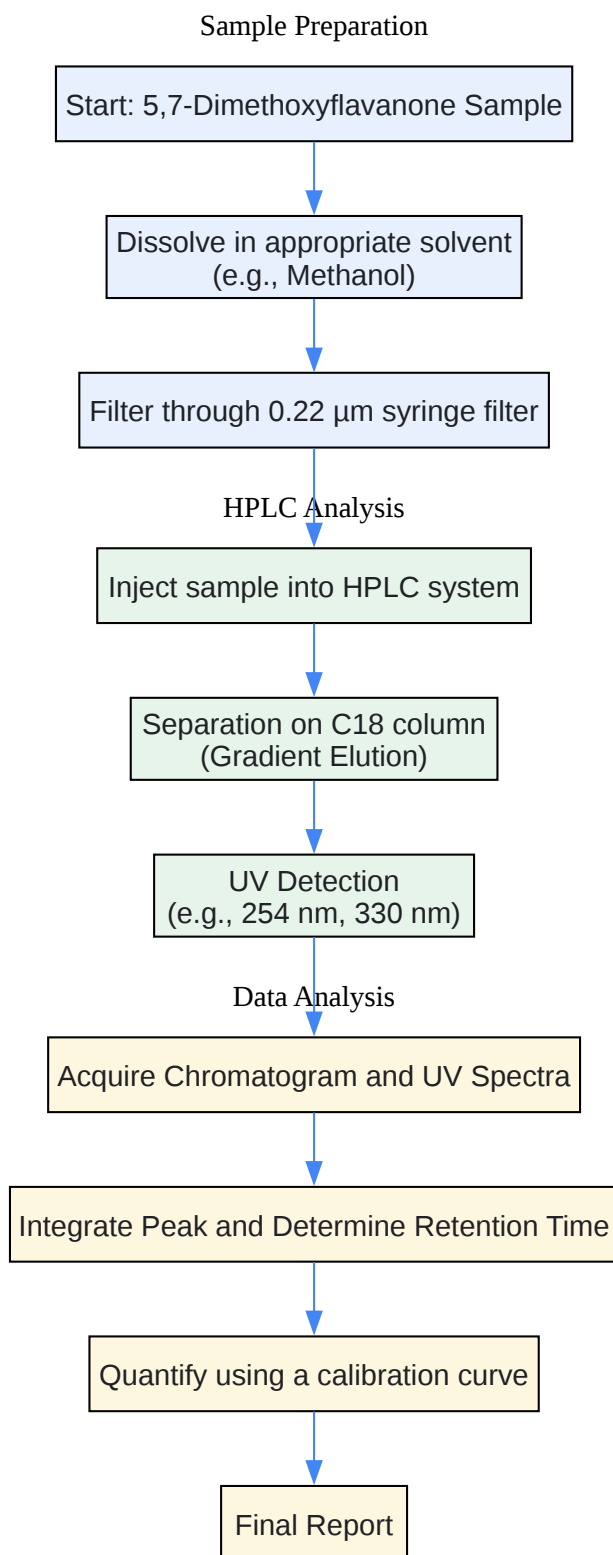 Sample Preparation
Start: 5,7-Dimethoxyflavanone Sample
Dissolve in appropriate solvent
(e.g., Methanol)
Filter through 0.22 µm syringe filter
HPLC Analysis
Inject sample into HPLC system
Separation on C18 column
(Gradient Elution)
UV Detection
(e.g., 254 nm, 330 nm)
Data Analysis
Acquire Chromatogram and UV Spectra
Integrate Peak and Determine Retention Time
Quantify using a calibration curve
Final Report